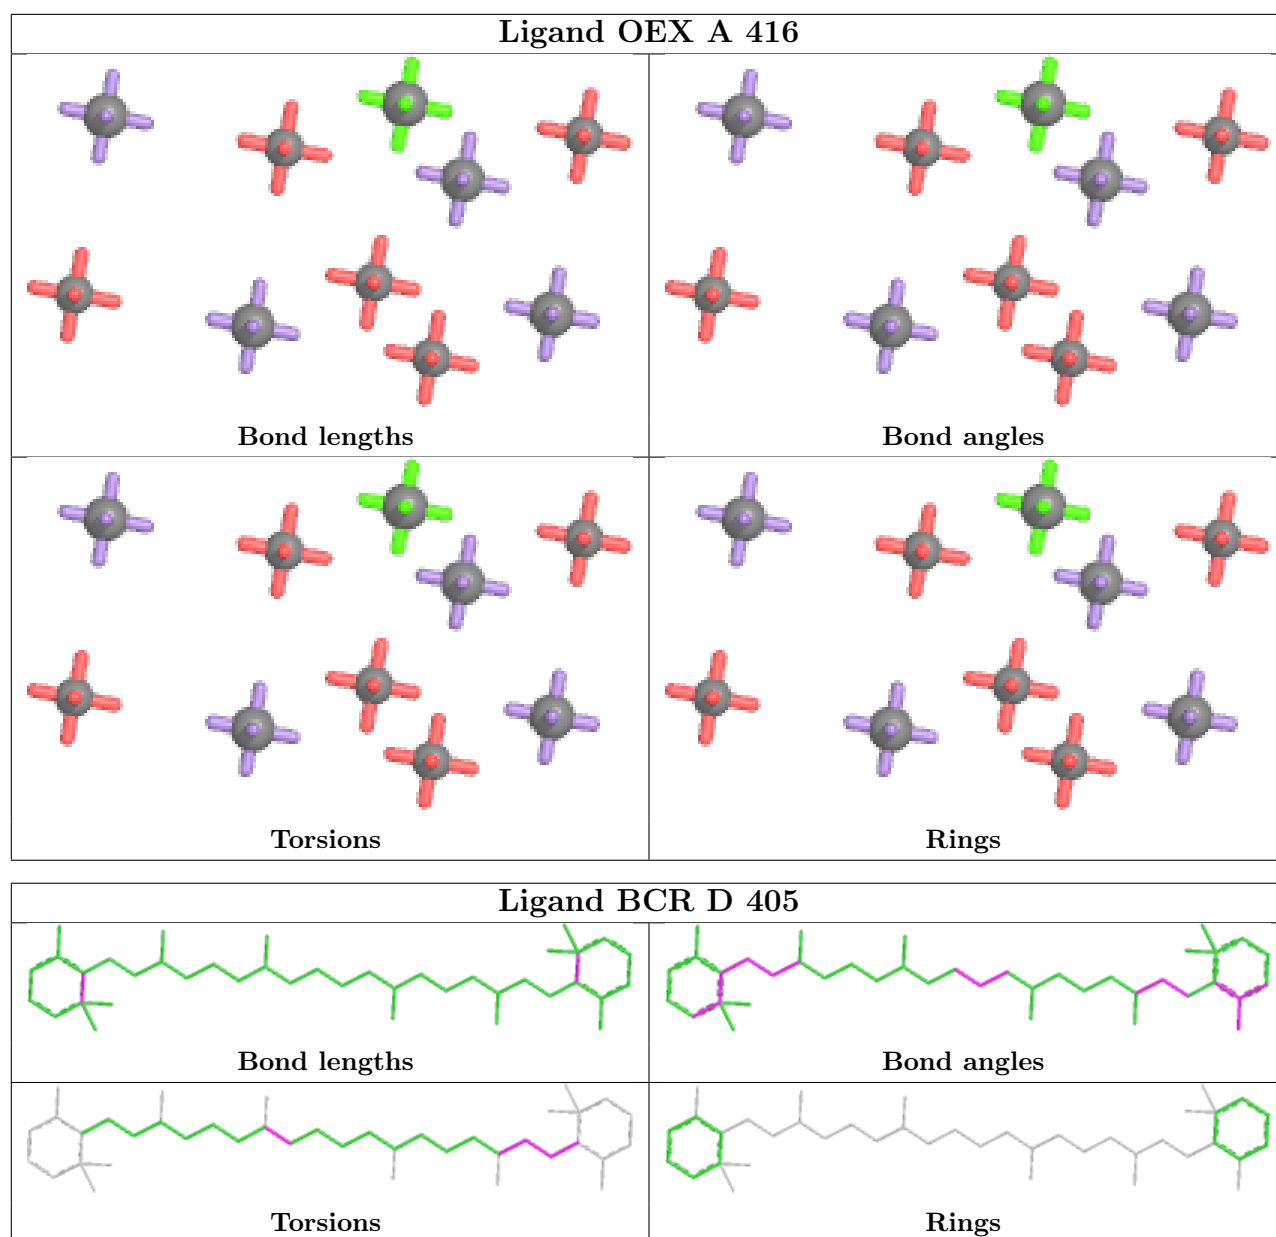 Ligand OEX A 416
Bond lengths
Bond angles
Torsions
Rings
Ligand BCR D 405
Bond lengths
Bond angles
Torsions
Rings